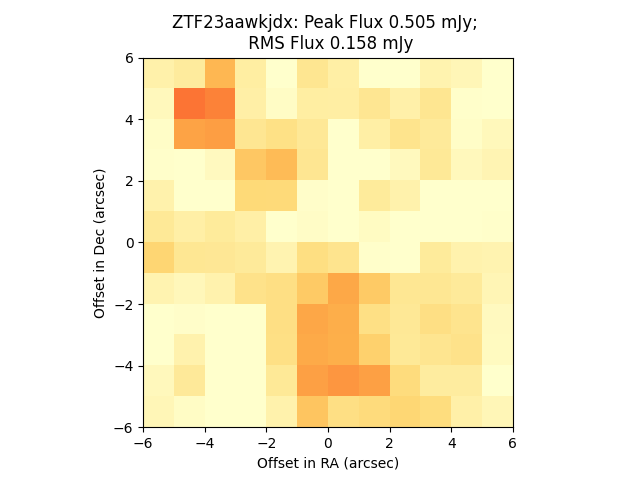 ZTF23aawkjdx: Peak Flux 0.505 mJy;
RMS Flux 0.158 mJy
6
4
2
0
−2
−4
−6
Offset in Dec (arcsec)
−6 −4 −2 0 2 4 6
Offset in RA (arcsec)